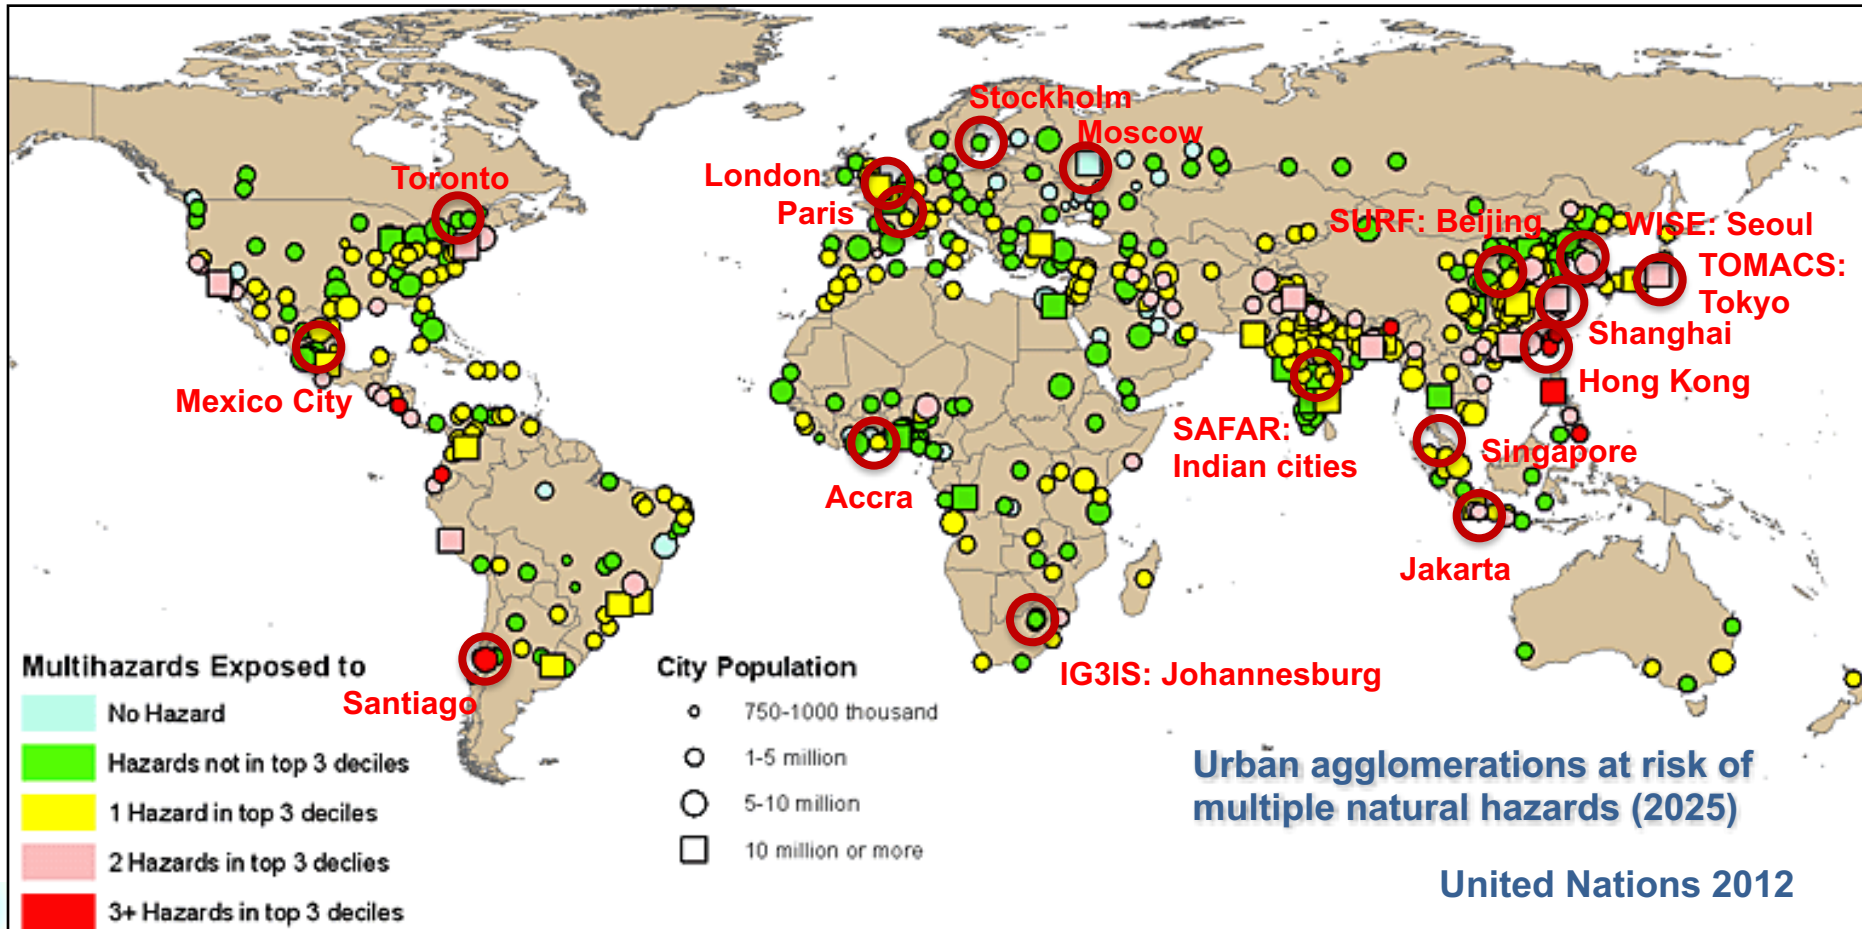 Stockholm
Moscow
London
Toronto
Paris
SURF: Beijing
WISE: Seoul
TOMACS:
Tokyo
Shanghai
Hong Kong
Mexico City
SAFAR:
Indian cities
Singapore
Accra
Jakarta
IG3IS: Johannesburg
Santiago
Multihazards Exposed to
No Hazard
Hazards not in top 3 deciles
1 Hazard in top 3 deciles
2 Hazards in top 3 declies
3+ Hazards in top 3 deciles
City Population
750-1000 thousand
1-5 million
5-10 million
10 million or more
Urban agglomerations at risk of
multiple natural hazards (2025)
United Nations 2012